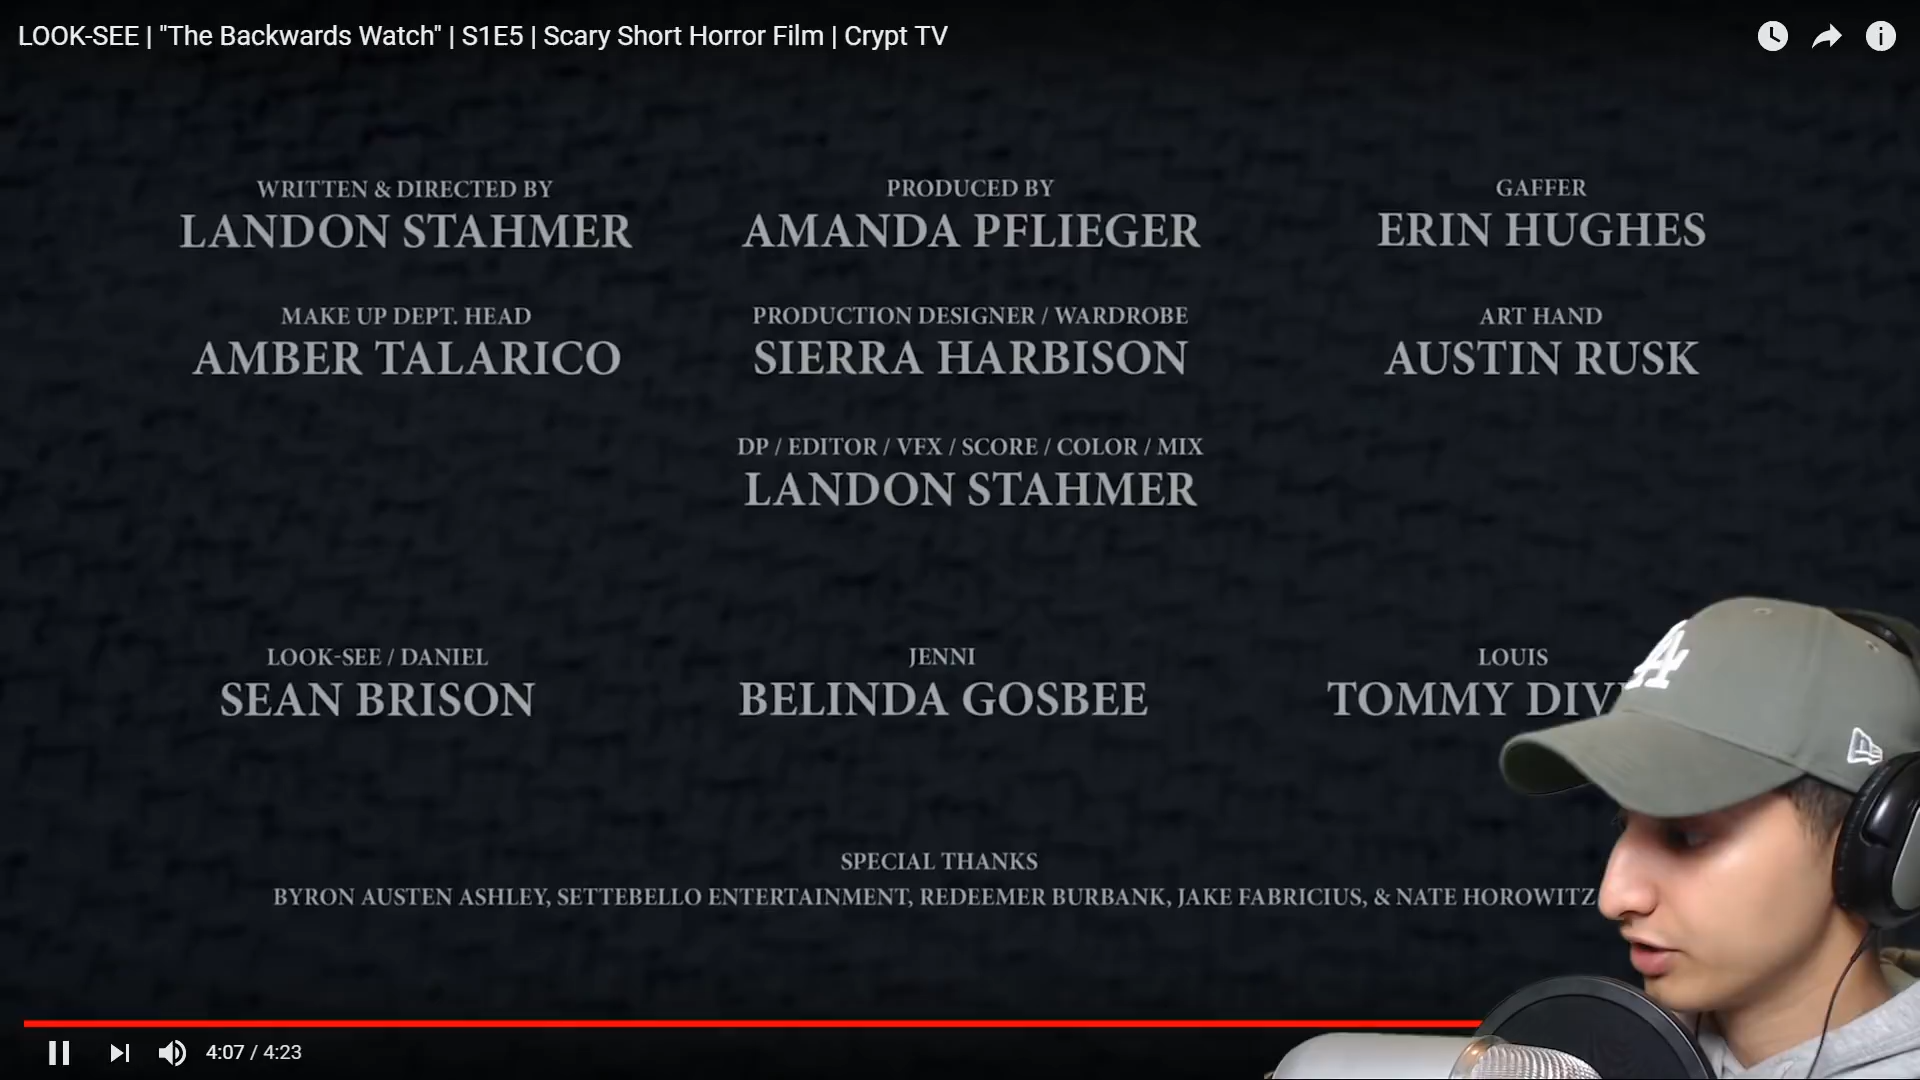 LOOK-SEE | "The Backwards Watch" | S1E5 | Scary Short Horror Film | Crypt TV
WRITTEN & DIRECTED BY
LANDON STAHMER
PRODUCED BY
AMANDA PFLIEGER
GAFFER
ERIN HUGHES
MAKE UP DEPT. HEAD
AMBER TALARICO
PRODUCTION DESIGNER / WARDROBE
SIERRA HARBISON
ART HAND
AUSTIN RUSK
DP / EDITOR / VFX / SCORE / COLOR / MIX
LANDON STAHMER
LOOK-SEE / DANIEL
SEAN BRISON
JENNI
BELINDA GOSBEE
LOUIS
TOMMY
LA
SPECIAL THANKS
BYRON AUSTEN ASHLEY, SETTEBELLO ENTERTAINMENT, REDEEMER BURBANK, JAKE FABRICIUS, & NATE HOROWITZ
4:07 / 4:23